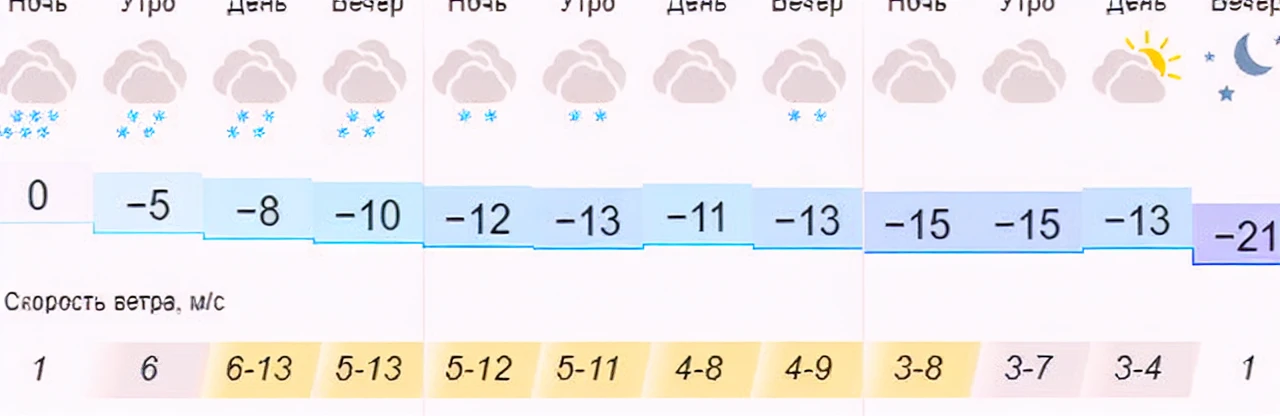 Ночь Утро День Вечер Ночь Утро День Вечер Ночь Утро День Вечер
0 −5 −8 −10 −12 −13 −11 −13 −15 −15 −13 −21
Скорость ветра, м/с
1 6 6-13 5-13 5-12 5-11 4-8 4-9 3-8 3-7 3-4 1